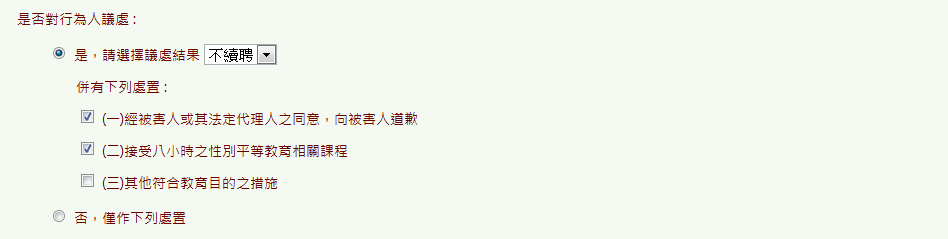 是否對行為人議處 :
是，請選擇議處結果 不續聘
併有下列處置 :
(一)經被害人或其法定代理人之同意，向被害人道歉
(二)接受八小時之性別平等教育相關課程
(三)其他符合教育目的之措施
否，僅作下列處置